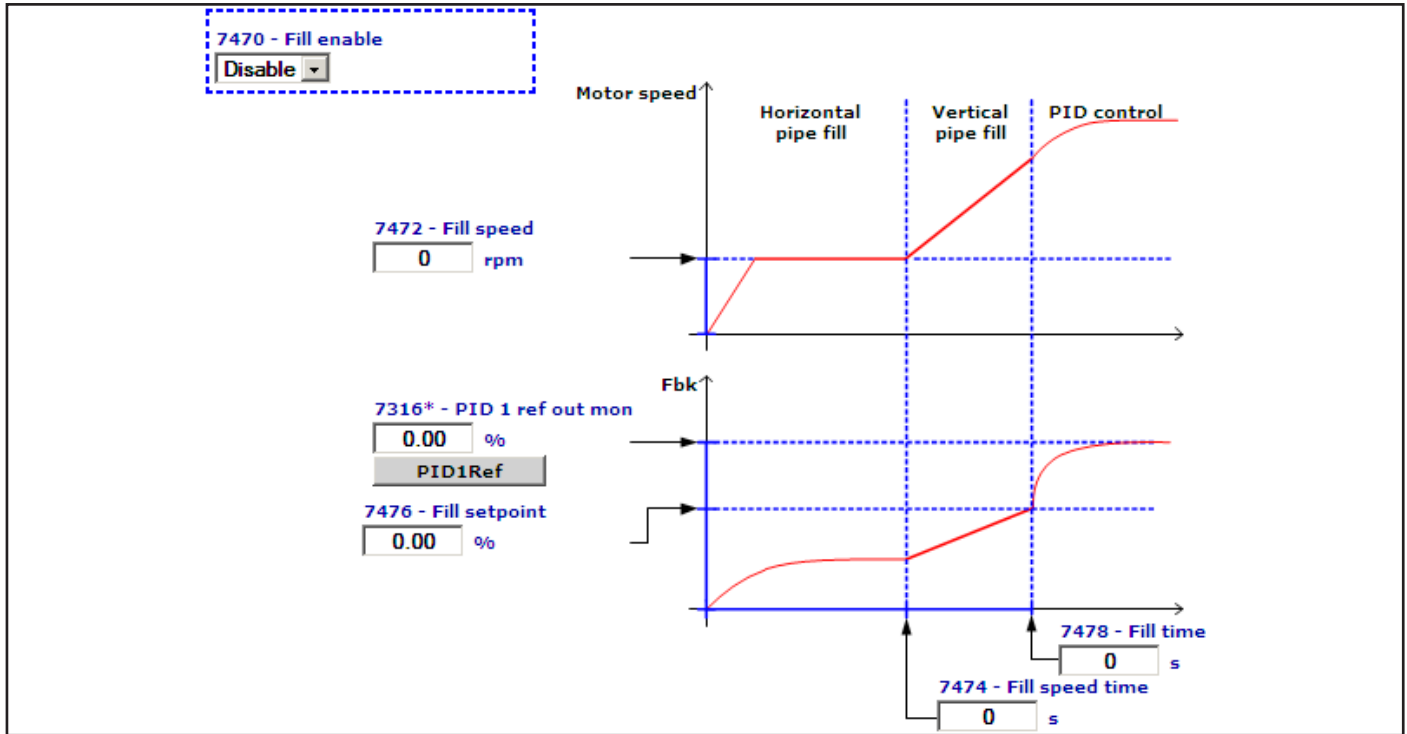 7470 - Fill enable
Disable
Motor speed
Horizontal
pipe fill
Vertical
pipe fill
PID control
7472 - Fill speed
0 rpm
Fbk
7316* - PID 1 ref out mon
0.00 %
PID1Ref
7476 - Fill setpoint
0.00 %
7478 - Fill time
0 s
7474 - Fill speed time
0 s